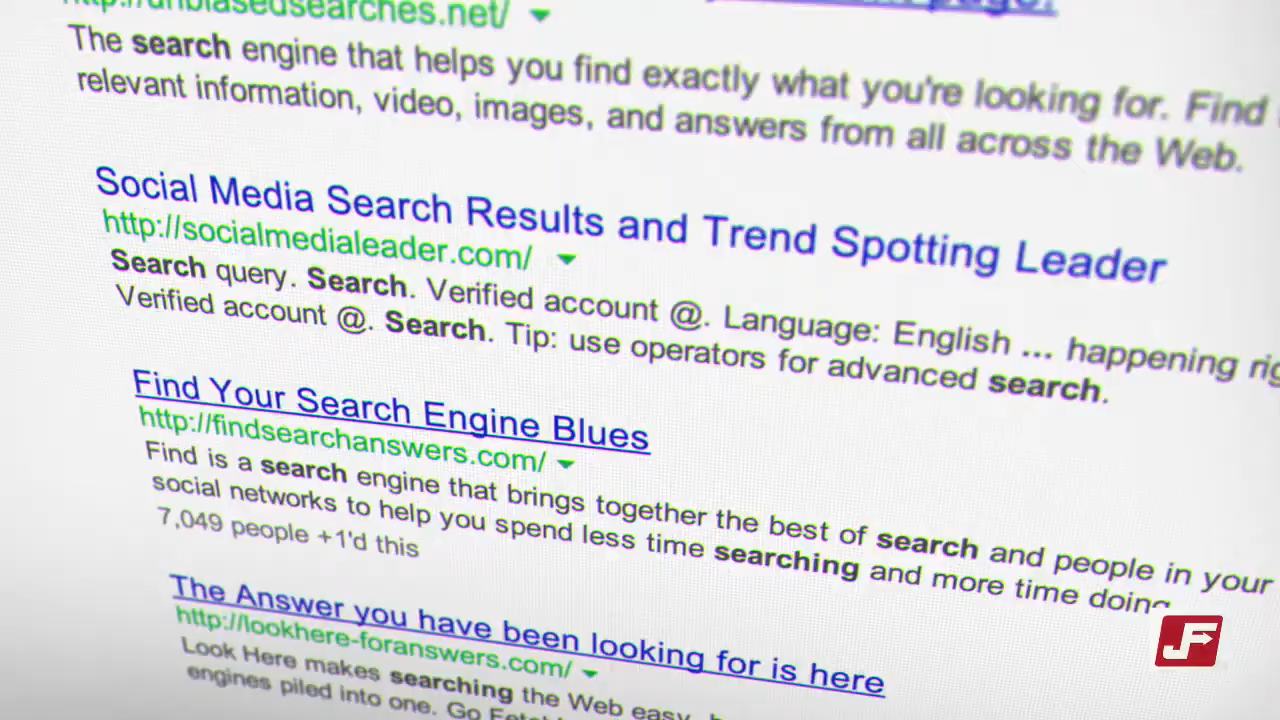 http://unbiasedsearches.net/
The search engine that helps you find exactly what you're looking for. Find
relevant information, video, images, and answers from all across the Web.
Social Media Search Results and Trend Spotting Leader
http://socialmedialeader.com/
Search query. Search. Verified account @. Language: English ... happening
Verified account @. Search. Tip: use operators for advanced search.
Find Your Search Engine Blues
http://findsearchanswers.com/
Find is a search engine that brings together the best of search and people in your
social networks to help you spend less time searching and more time doing
7,049 people +1'd this
The Answer you have been looking for is here
http://lookhere-foranswers.com/
Look Here makes searching the Web easy,
engines piled into one. Go
JF